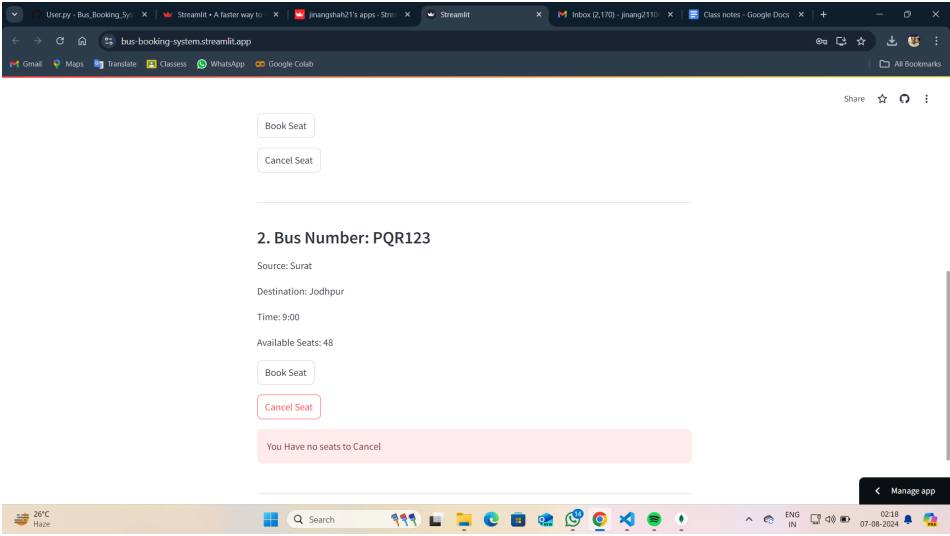 User.py - Bus_Booking_Sys
Streamlit • A faster way to
jinangshah21's apps · Stre
Streamlit
Inbox (2,170) - jinang2110
Class notes - Google Docs
bus-booking-system.streamlit.app
Gmail
Maps
Translate
Classess
WhatsApp
Google Colab
All Bookmarks
Share
Book Seat
Cancel Seat
2. Bus Number: PQR123
Source: Surat
Destination: Jodhpur
Time: 9:00
Available Seats: 48
Book Seat
Cancel Seat
You Have no seats to Cancel
Manage app
26°C
Haze
Search
14
ENG
IN
02:18
07-08-2024